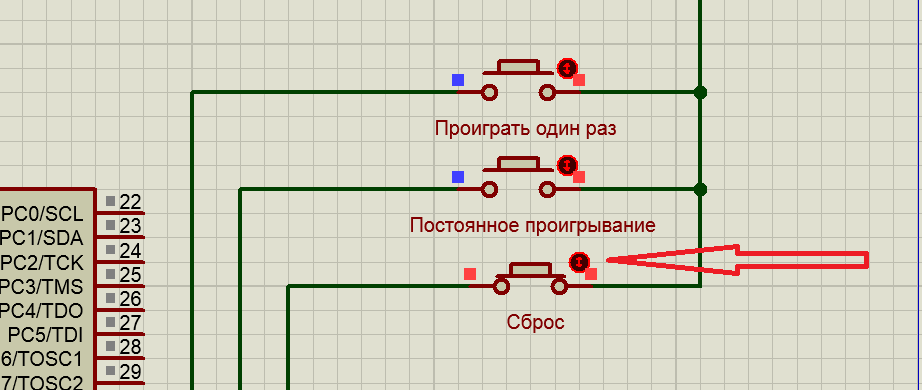 Проиграть один раз
Постоянное проигрывание
Сброс
PC0/SCL 22
PC1/SDA 23
PC2/TCK 24
PC3/TMS 25
PC4/TDO 26
PC5/TDI 27
6/TOSC1 28
7/TOSC2 29